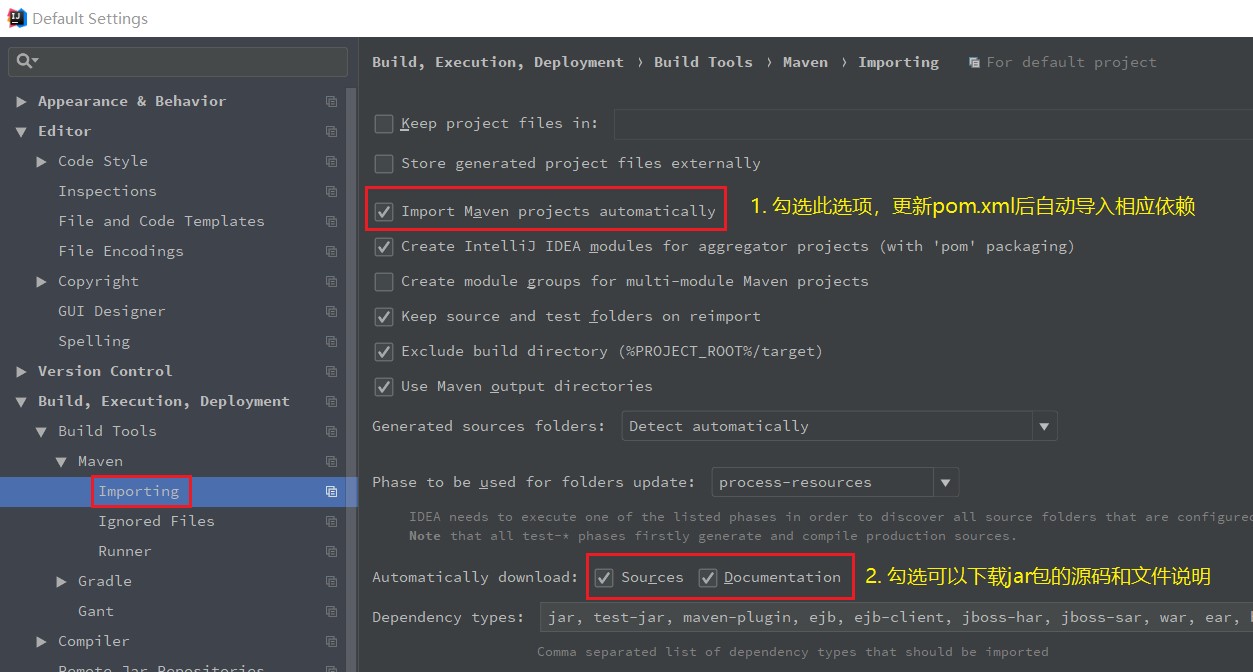 Default Settings
Appearance & Behavior
Editor
Code Style
Inspections
File and Code Templates
File Encodings
Copyright
GUI Designer
Spelling
Version Control
Build, Execution, Deployment
Build Tools
Maven
Importing
Ignored Files
Runner
Gradle
Gant
Compiler
Remote Jar Repositories
Build, Execution, Deployment › Build Tools › Maven › Importing For default project
Keep project files in:
Store generated project files externally
Import Maven projects automatically 1. 勾选此选项，更新pom.xml后自动导入相应依赖
Create IntelliJ IDEA modules for aggregator projects (with 'pom' packaging)
Create module groups for multi-module Maven projects
Keep source and test folders on reimport
Exclude build directory (%PROJECT_ROOT%/target)
Use Maven output directories
Generated sources folders: Detect automatically
Phase to be used for folders update: process-resources
IDEA needs to execute one of the listed phases in order to discover all source folders that are configured
Note that all test-* phases firstly generate and compile production sources.
Automatically download: Sources Documentation 2. 勾选可以下载jar包的源码和文件说明
Dependency types: jar, test-jar, maven-plugin, ejb, ejb-client, jboss-har, jboss-sar, war, ear,
Comma separated list of dependency types that should be imported